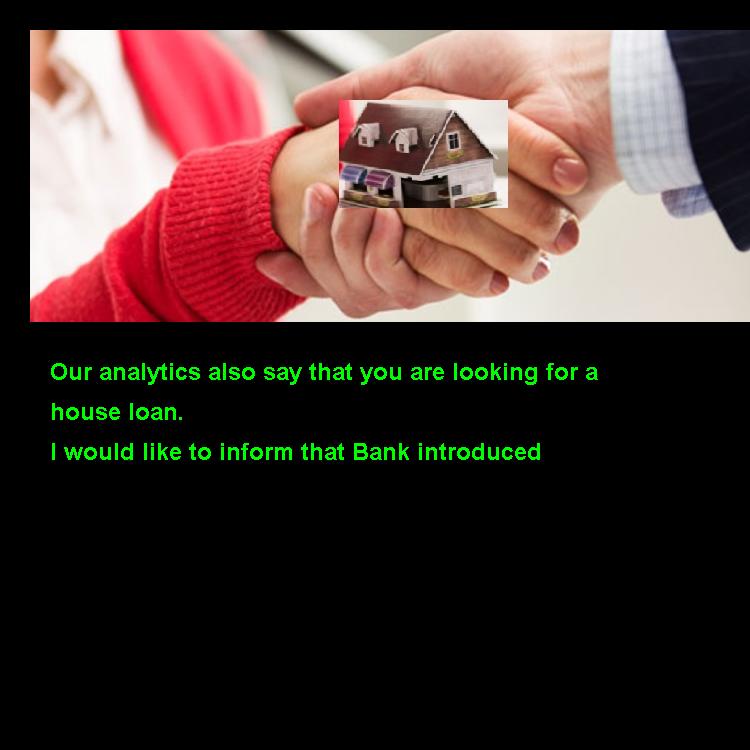 Our analytics also say that you are looking for a
house loan.
I would like to inform that Bank introduced